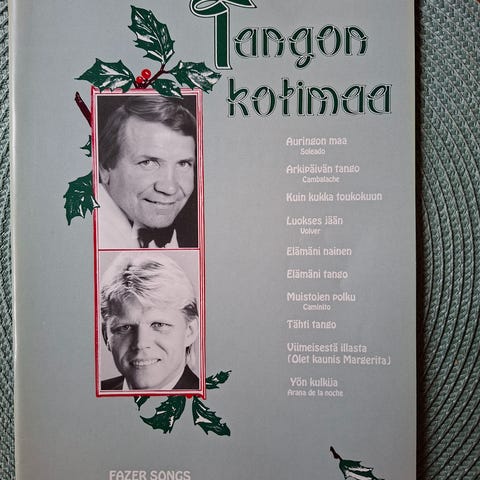 Tangon
kotimaa
Auringon maa
Soleado
Arkipäivän tango
Cambalache
Kuin kukka toukokuun
Luokses jään
Volver
Elämäni nainen
Elämäni tango
Muistojen polku
Caminito
Tähti tango
Viimeisestä illasta
(Olet kaunis Margerita)
Yön kulkija
Arana de la noche
FAZER SONGS